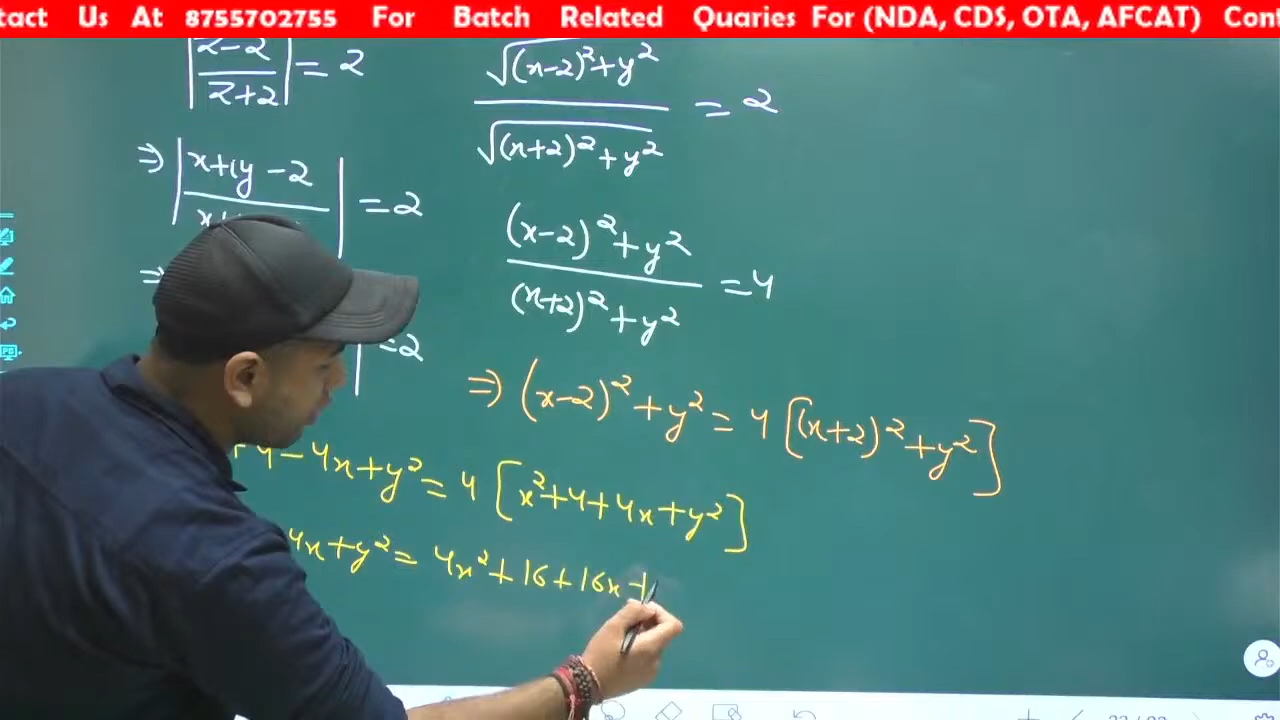 tact Us At 8755702755 For Batch Related Quaries For (NDA, CDS, OTA, AFCAT) Cont
|z-2/z+2| = 2
⇒ |x+iy-2/x+ | = 2
⇒ | = 2
√(x-2)²+y² / √(x+2)²+y² = 2
(x-2)²+y² / (x+2)²+y² = 4
⇒ (x-2)²+y² = 4[(x+2)²+y²]
+4-4x+y² = 4[x²+4+4x+y²]
4x+y² = 4x²+16+16x+